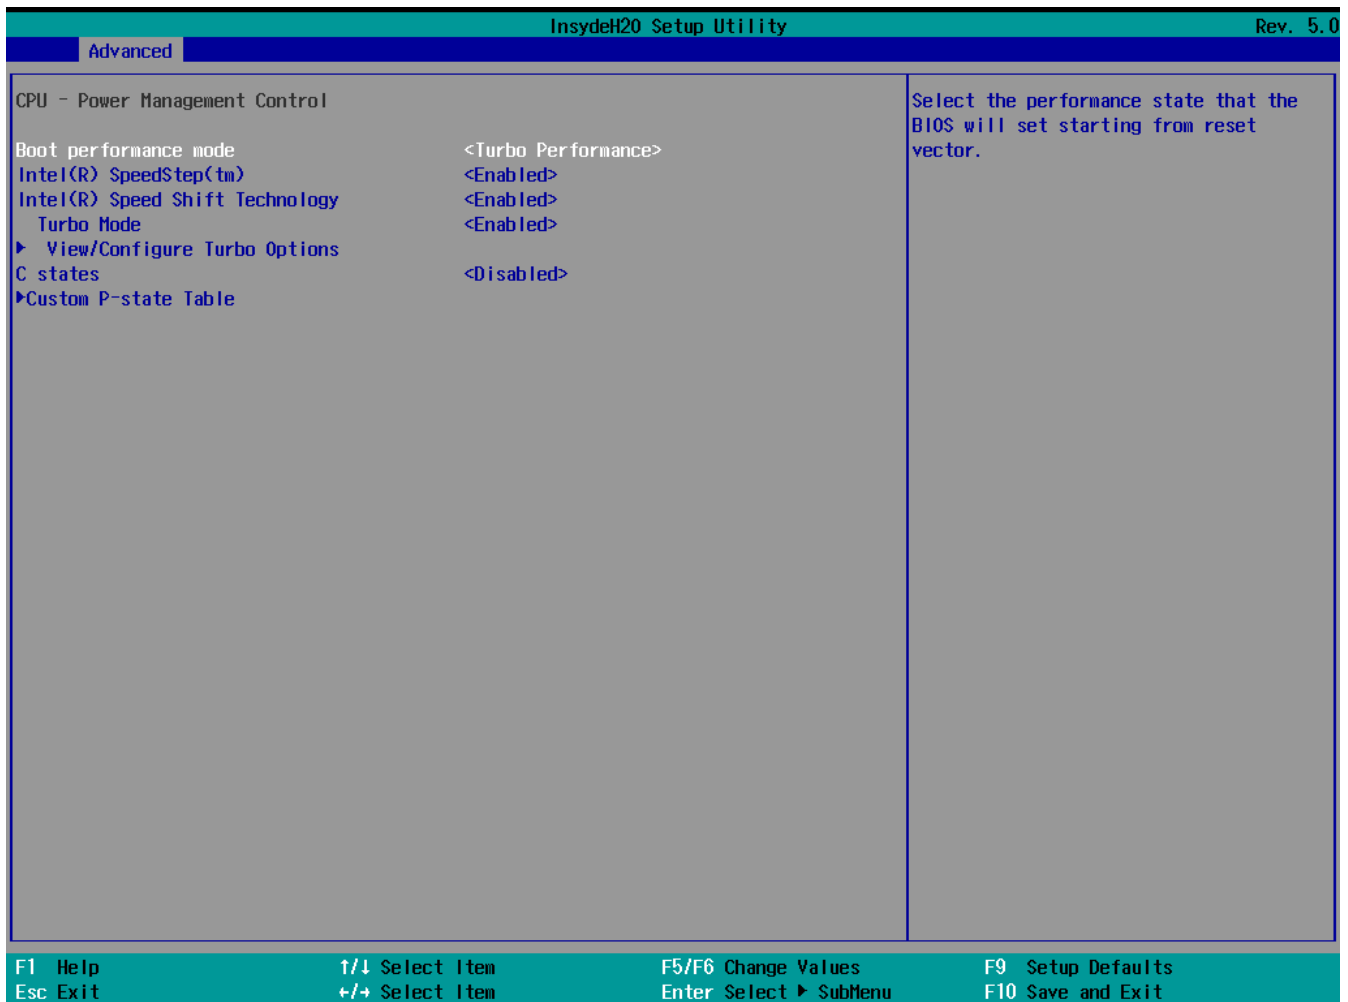 InsydeH20 Setup Utility Rev. 5.0
Advanced
CPU - Power Management Control
Boot performance mode <Turbo Performance>
Intel(R) SpeedStep(tm) <Enabled>
Intel(R) Speed Shift Technology <Enabled>
Turbo Mode <Enabled>
▶ View/Configure Turbo Options
C states <Disabled>
▶Custom P-state Table
Select the performance state that the
BIOS will set starting from reset
vector.
F1 Help ↑/↓ Select Item F5/F6 Change Values F9 Setup Defaults
Esc Exit ←/→ Select Item Enter Select ▶ SubMenu F10 Save and Exit